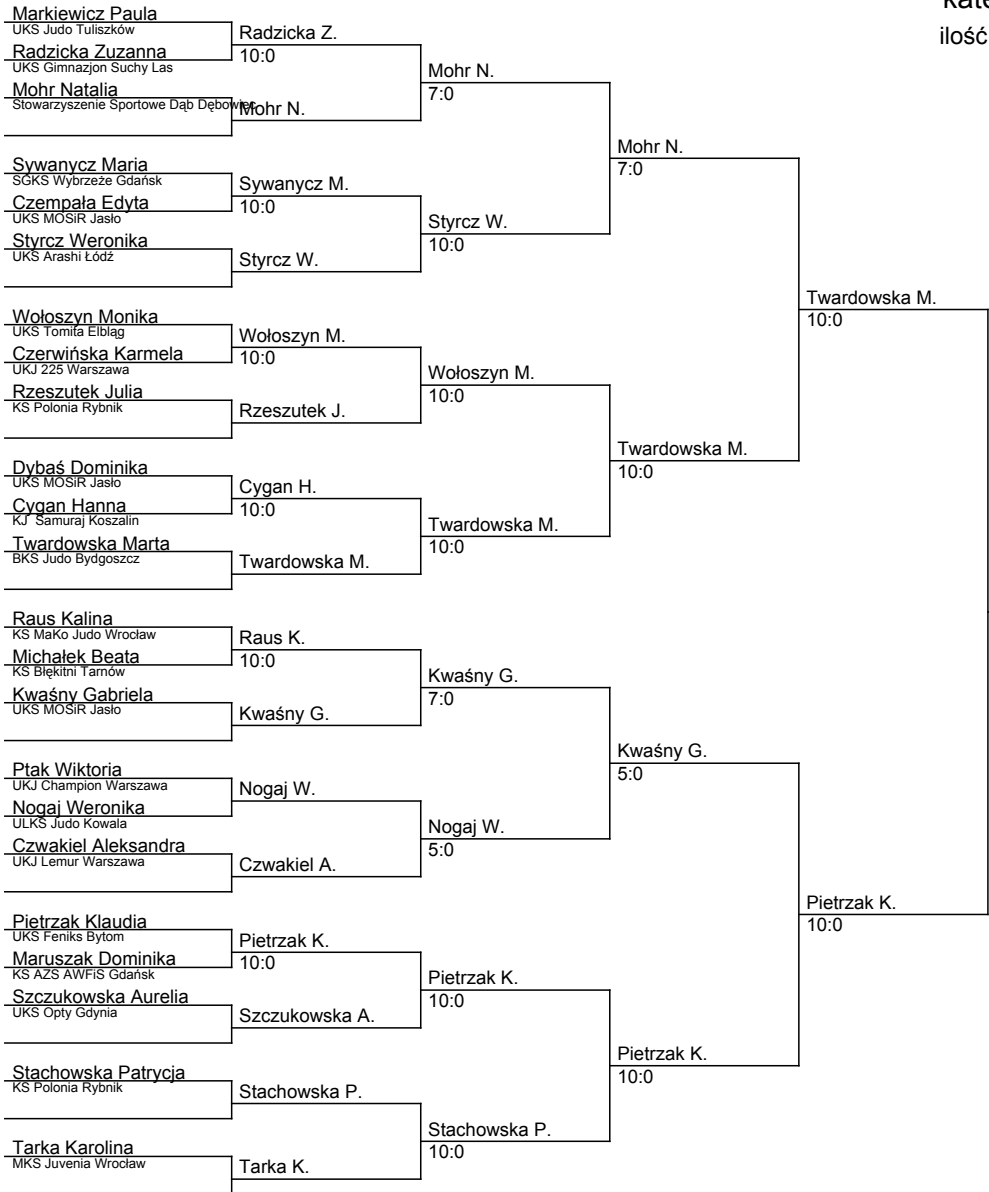 kate
ilość
Markiewicz Paula
UKS Judo Tuliszków
Radzicka Zuzanna
UKS Gimnazjon Suchy Las
Mohr Natalia
Stowarzyszenie Sportowe Dąb Dębowiec
Sywanycz Maria
SGKS Wybrzeże Gdańsk
Czempała Edyta
UKS MOSiR Jasło
Styrcz Weronika
UKS Arashi Łódź
Wołoszyn Monika
UKS Tomita Elbląg
Czerwińska Karmela
UKJ 225 Warszawa
Rzeszutek Julia
KS Polonia Rybnik
Dybaś Dominika
UKS MOSiR Jasło
Cygan Hanna
KJ Samuraj Koszalin
Twardowska Marta
BKS Judo Bydgoszcz
Raus Kalina
KS MaKo Judo Wrocław
Michałek Beata
KS Błękitni Tarnów
Kwaśny Gabriela
UKS MOSiR Jasło
Ptak Wiktoria
UKJ Champion Warszawa
Nogaj Weronika
ULKS Judo Kowala
Czwakiel Aleksandra
UKJ Lemur Warszawa
Pietrzak Klaudia
UKS Feniks Bytom
Maruszak Dominika
KS AZS AWFiS Gdańsk
Szczukowska Aurelia
UKS Opty Gdynia
Stachowska Patrycja
KS Polonia Rybnik
Tarka Karolina
MKS Juvenia Wrocław
Radzicka Z.
10:0
Mohr N.
Sywanycz M.
10:0
Styrcz W.
Wołoszyn M.
10:0
Rzeszutek J.
Cygan H.
10:0
Twardowska M.
Raus K.
10:0
Kwaśny G.
Nogaj W.
Czwakiel A.
Pietrzak K.
10:0
Szczukowska A.
Stachowska P.
Tarka K.
Mohr N.
7:0
Styrcz W.
10:0
Wołoszyn M.
10:0
Twardowska M.
10:0
Kwaśny G.
7:0
Nogaj W.
5:0
Pietrzak K.
10:0
Stachowska P.
10:0
Mohr N.
7:0
Twardowska M.
10:0
Kwaśny G.
5:0
Pietrzak K.
10:0
Twardowska M.
10:0
Pietrzak K.
10:0